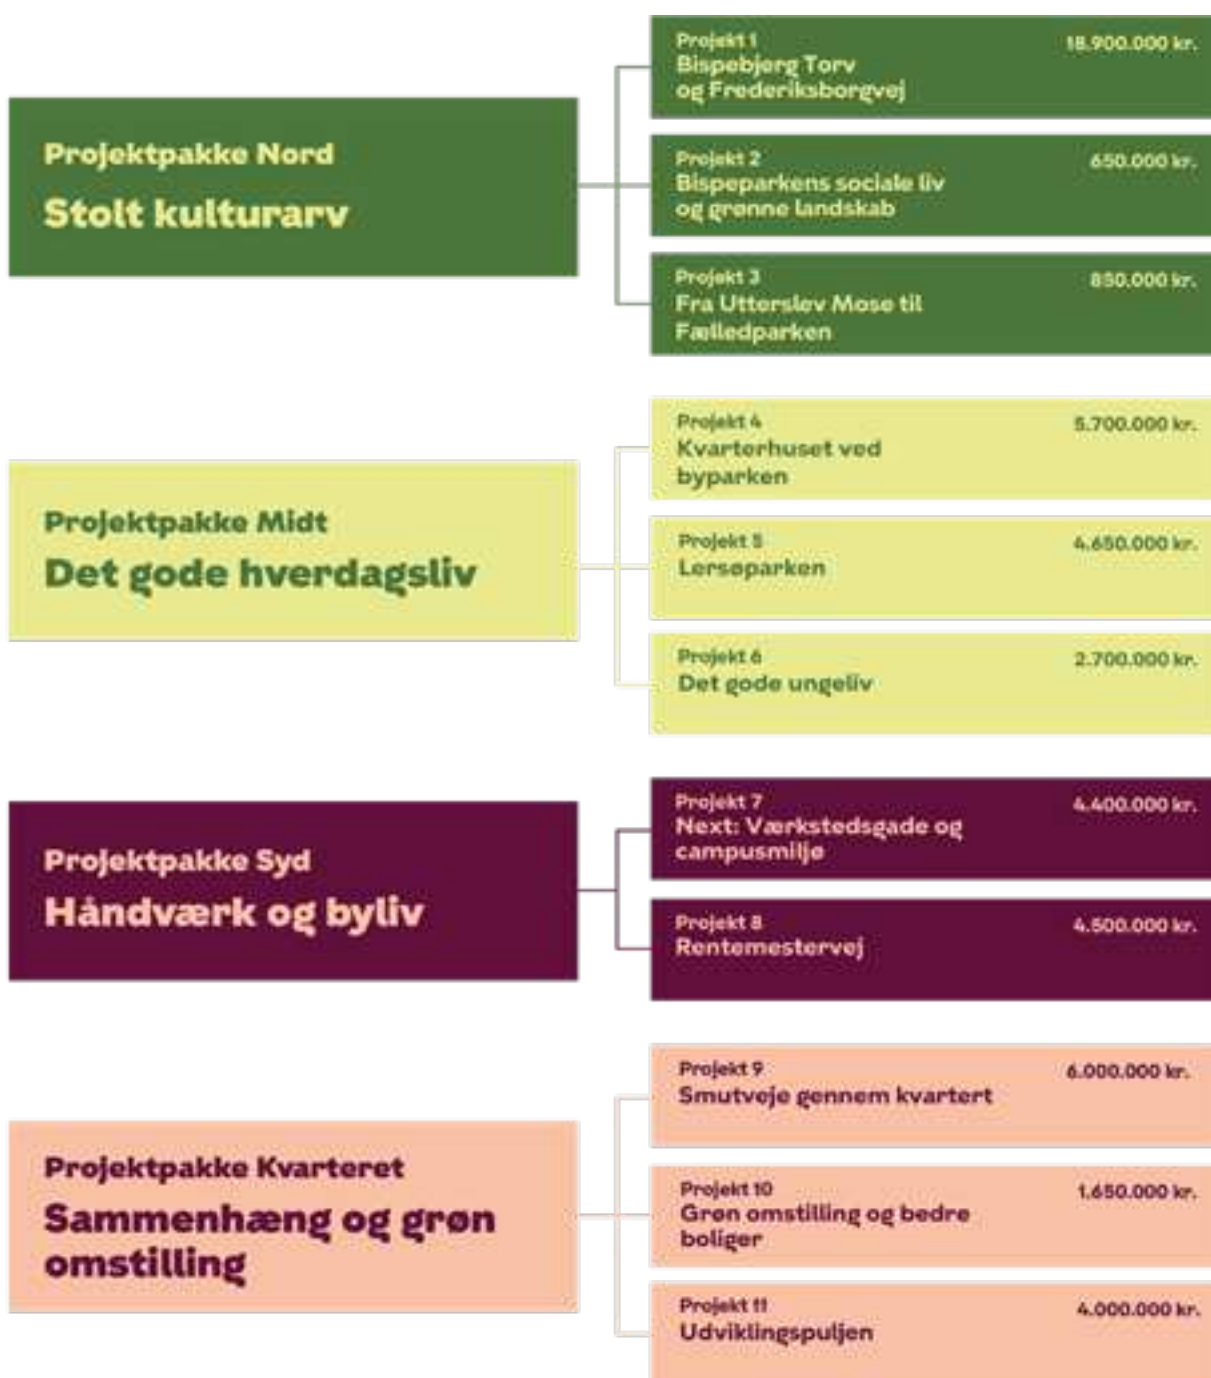 Projektpakke Nord
Stolt kulturarv
Projekt 1
18.900.000 kr.
Bispebjerg Torv
og Frederiksborgvej
Projekt 2
650.000 kr.
Bispeparkens sociale liv
og grønne landskab
Projekt 3
850.000 kr.
Fra Utterslev Mose til
Fælledparken
Projektpakke Midt
Det gode hverdagsliv
Projekt 4
5.700.000 kr.
Kvarterhuset ved
byparken
Projekt 5
4.650.000 kr.
Lersøparken
Projekt 6
2.700.000 kr.
Det gode ungeliv
Projektpakke Syd
Håndværk og byliv
Projekt 7
4.400.000 kr.
Next: Værkstedsgade og
campusmiljø
Projekt 8
4.500.000 kr.
Rentemestervej
Projektpakke Kvarteret
Sammenhæng og grøn
omstilling
Projekt 9
6.000.000 kr.
Smutveje gennem kvartert
Projekt 10
1.650.000 kr.
Grøn omstilling og bedre
boliger
Projekt 11
4.000.000 kr.
Udviklingspuljen